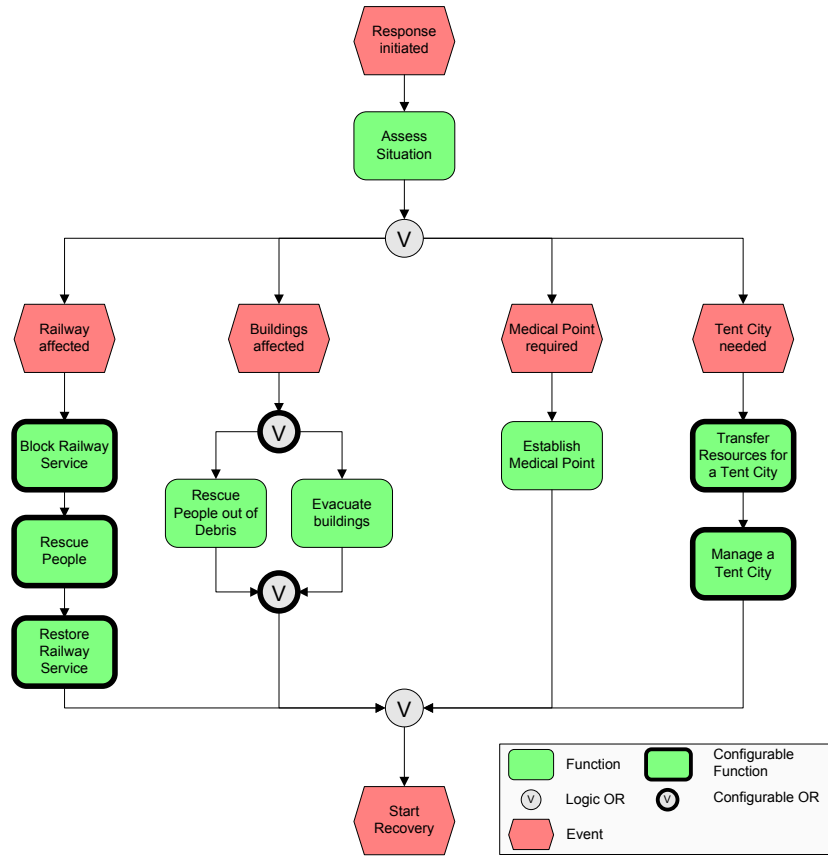 Response
initiated
Assess
Situation
V
Railway
affected
Buildings
affected
Medical Point
required
Tent City
needed
Block Railway
Service
V
Establish
Medical Point
Transfer
Resources for
a Tent City
Rescue
People out of
Debris
Evacuate
buildings
Rescue
People
Manage a
Tent City
V
Restore
Railway
Service
V
Start
Recovery
Function
Configurable
Function
V
Logic OR
V
Configurable OR
Event